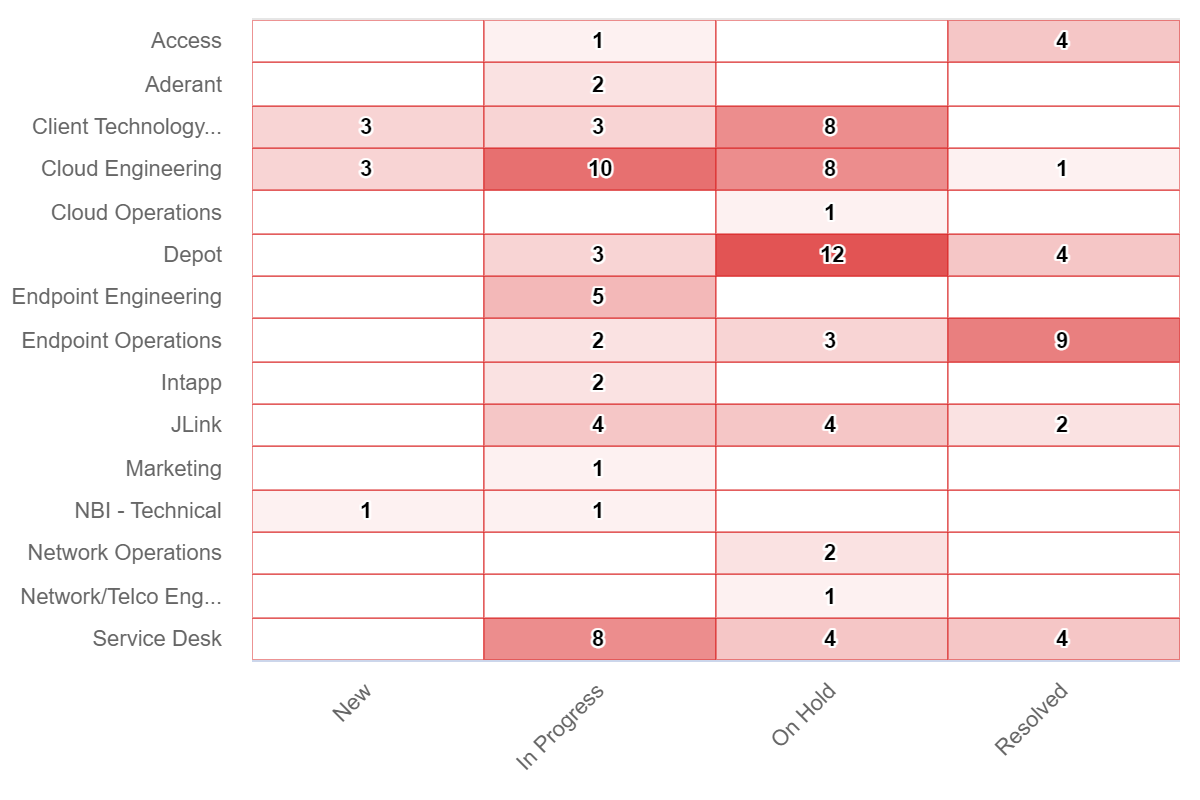 Access 1 4
Aderant 2
Client Technology... 3 3 8
Cloud Engineering 3 10 8 1
Cloud Operations 1
Depot 3 12 4
Endpoint Engineering 5
Endpoint Operations 2 3 9
Intapp 2
JLink 4 4 2
Marketing 1
NBI - Technical 1 1
Network Operations 2
Network/Telco Eng... 1
Service Desk 8 4 4
New In Progress On Hold Resolved